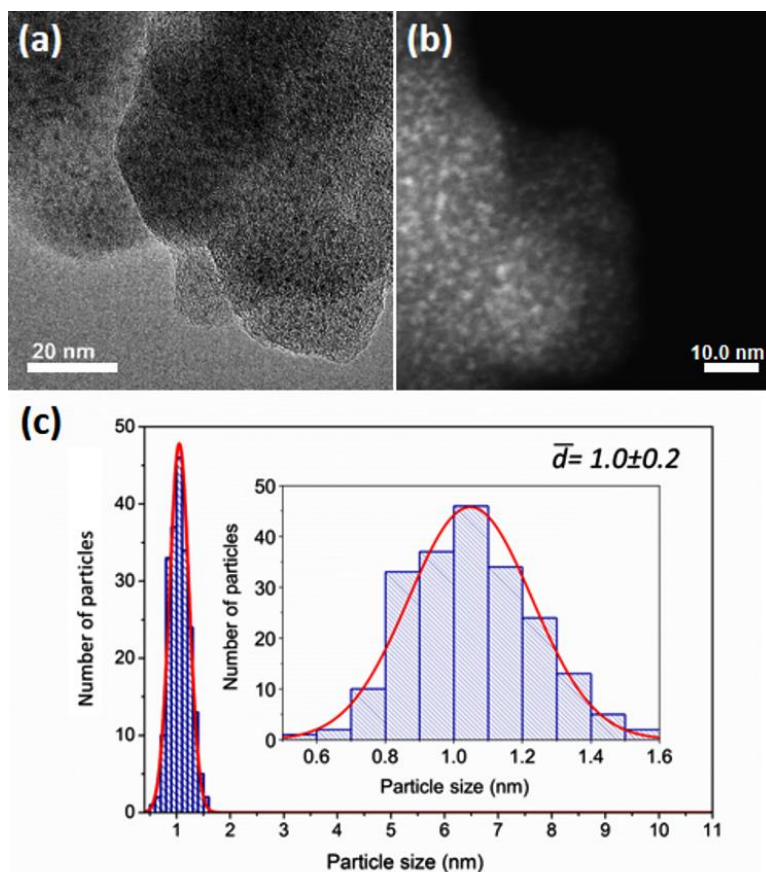 (a)
20 nm
(b)
10.0 nm
(c)
d̅= 1.0±0.2
Number of particles
50
40
30
20
10
0
1 2 3 4 5 6 7 8 9 10 11
Particle size (nm)
Number of particles
50
40
30
20
10
0
0.6 0.8 1.0 1.2 1.4 1.6
Particle size (nm)